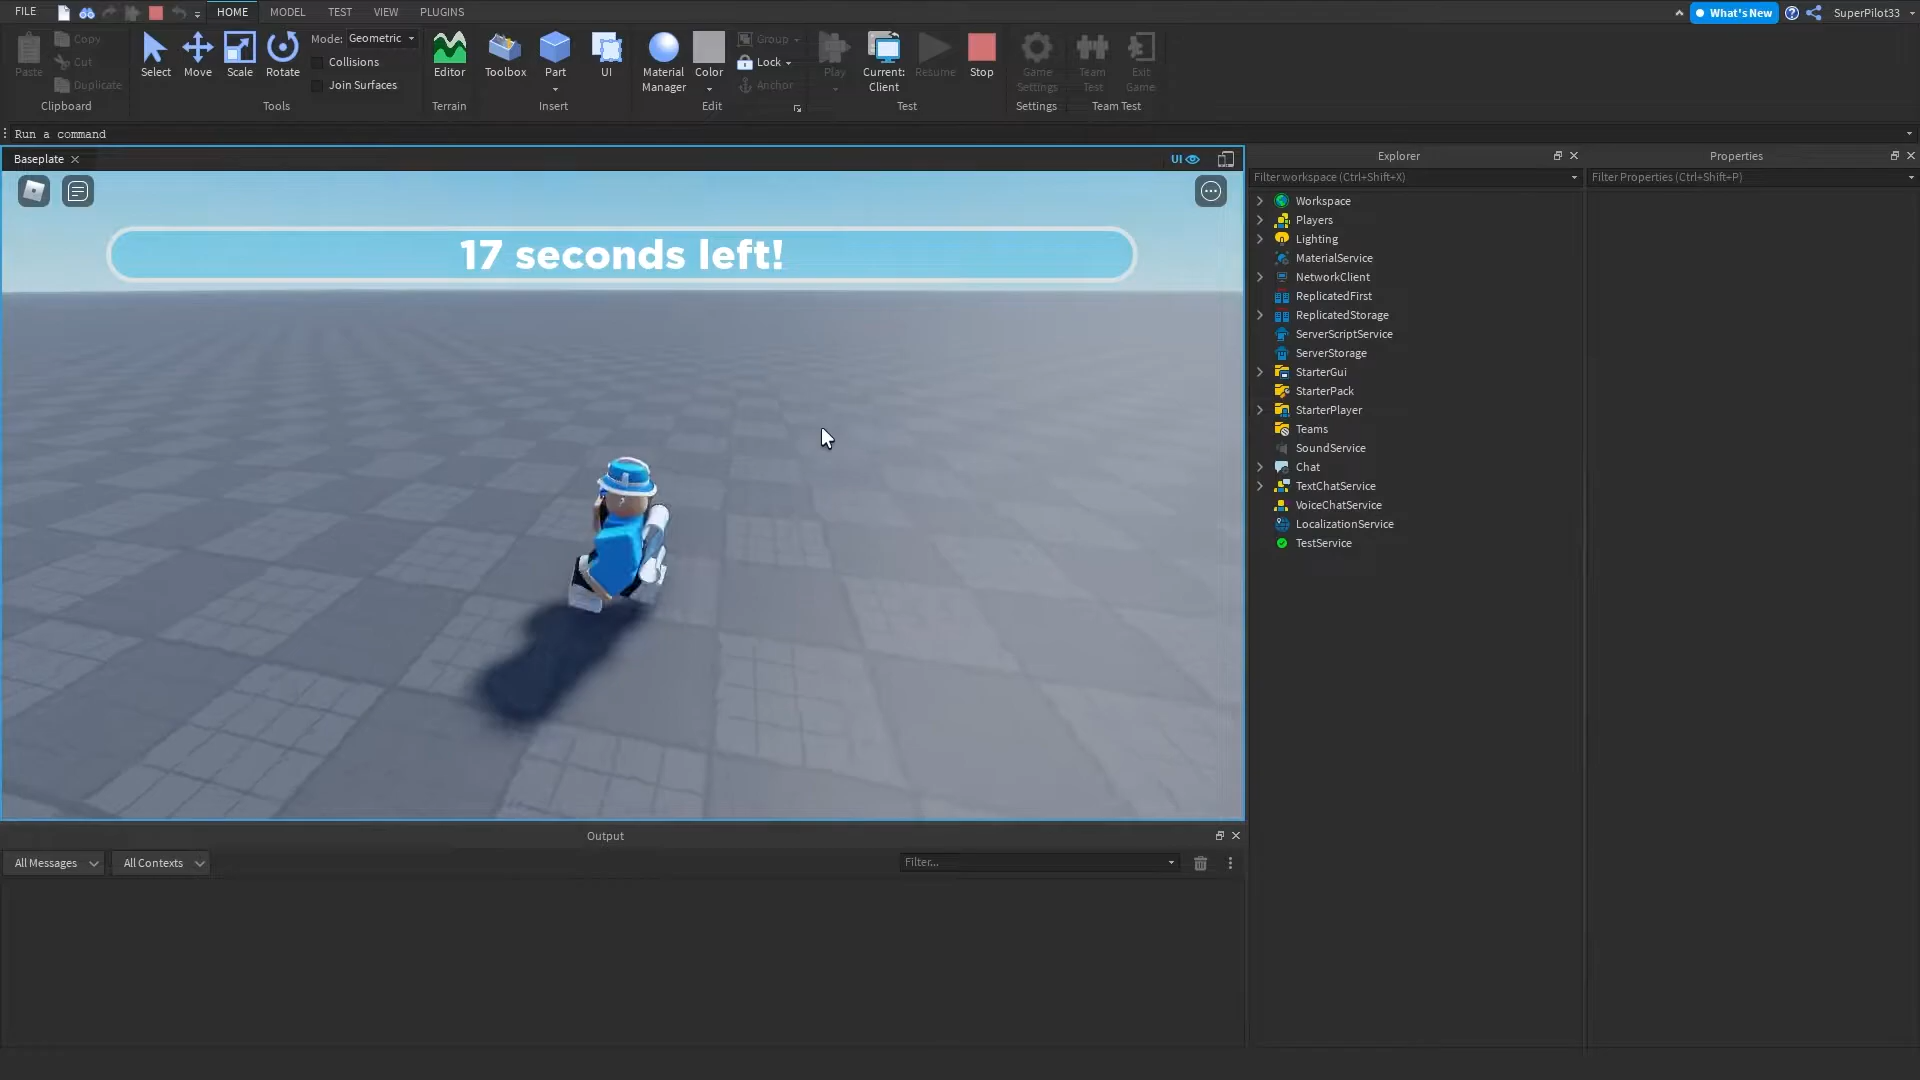 FILE
HOME
MODEL
TEST
VIEW
PLUGINS
What's New
SuperPilot33
Paste
Copy
Cut
Duplicate
Clipboard
Select
Move
Scale
Rotate
Mode: Geometric
Collisions
Join Surfaces
Tools
Editor
Terrain
Toolbox
Part
UI
Insert
Material
Manager
Color
Group
Lock
Anchor
Edit
Play
Current:
Client
Resume
Stop
Test
Game
Settings
Settings
Team
Test
Exit
Game
Team Test
Run a command
Baseplate
UI
17 seconds left!
Explorer
Filter workspace (Ctrl+Shift+X)
Workspace
Players
Lighting
MaterialService
NetworkClient
ReplicatedFirst
ReplicatedStorage
ServerScriptService
ServerStorage
StarterGui
StarterPack
StarterPlayer
Teams
SoundService
Chat
TextChatService
VoiceChatService
LocalizationService
TestService
Properties
Filter Properties (Ctrl+Shift+P)
Output
All Messages
All Contexts
Filter...